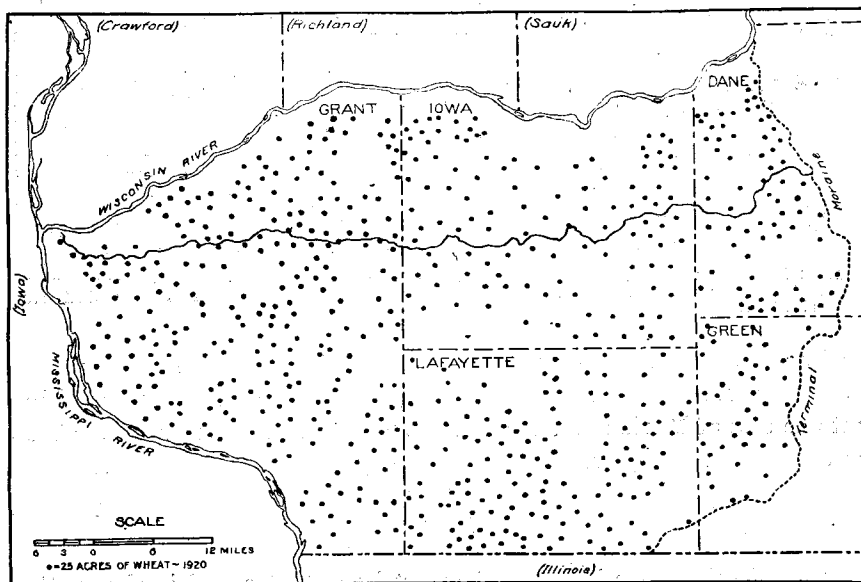 (Crawford)
(Richland)
(Sauk)
DANE
GRANT
IOWA
WISCONSIN RIVER
Moraine
(Iowa)
GREEN
LAFAYETTE
MISSISSIPPI
RIVER
Terminal
SCALE
6 3 0 6 12 MILES
•=25 ACRES OF WHEAT~1920
(Illinois)